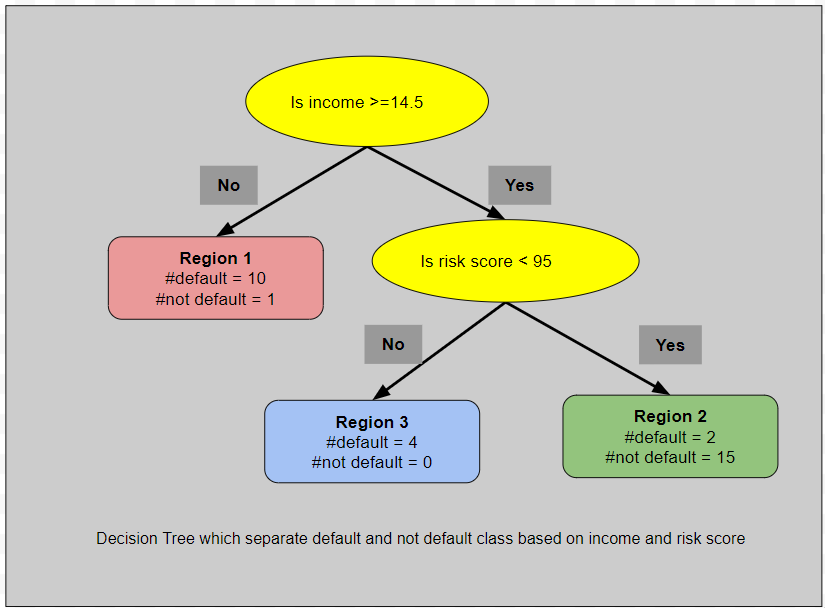 Is income >=14.5
No
Yes
Region 1
#default = 10
#not default = 1
Is risk score < 95
No
Yes
Region 3
#default = 4
#not default = 0
Region 2
#default = 2
#not default = 15
Decision Tree which separate default and not default class based on income and risk score